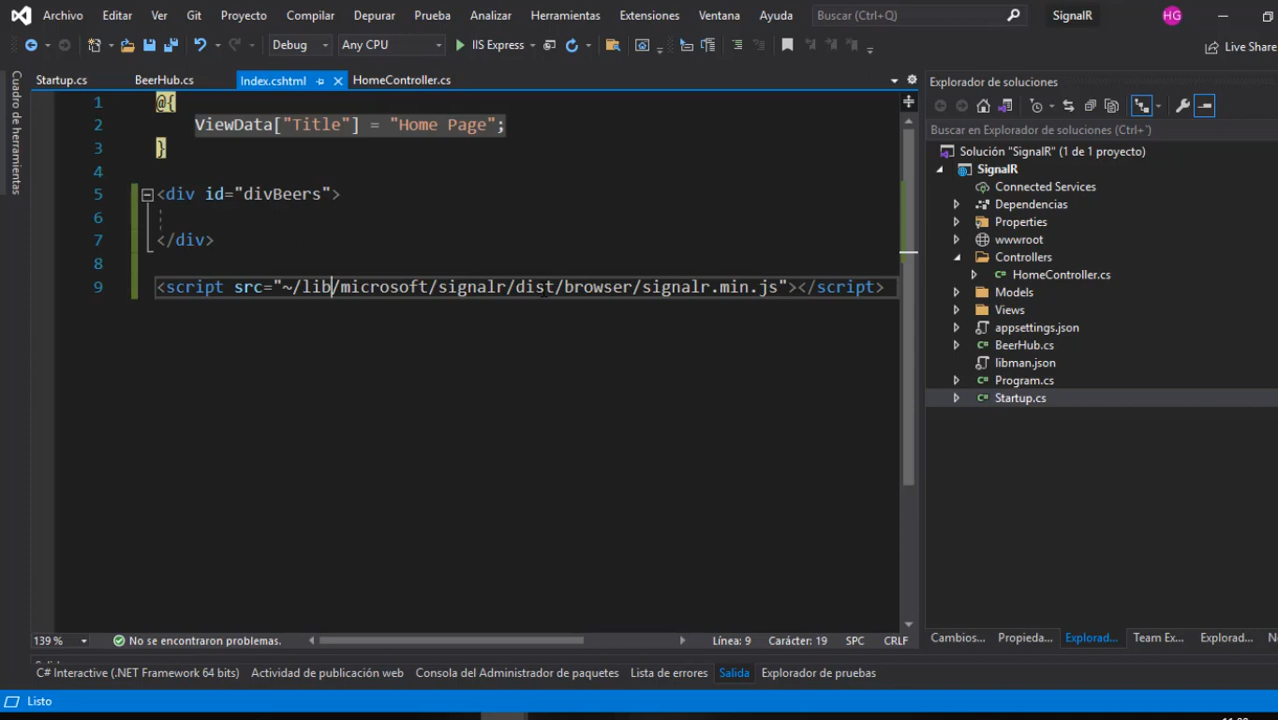 Archivo Editar Ver Git Proyecto Compilar Depurar Prueba Analizar Herramientas Extensiones Ventana Ayuda Buscar (Ctrl+Q) SignalR HG
Debug Any CPU IIS Express Live Share
Cuadro de herramientas
Startup.cs BeerHub.cs Index.cshtml HomeController.cs
1 @{
2 ViewData["Title"] = "Home Page";
3 }
4
5 <div id="divBeers">
6
7 </div>
8
9 <script src="~/lib/microsoft/signalr/dist/browser/signalr.min.js"></script>
Explorador de soluciones
Buscar en Explorador de soluciones (Ctrl+´)
Solución "SignalR" (1 de 1 proyecto)
SignalR
Connected Services
Dependencias
Properties
wwwroot
Controllers
C# HomeController.cs
Models
Views
appsettings.json
C# BeerHub.cs
libman.json
C# Program.cs
C# Startup.cs
139 % No se encontraron problemas. Línea: 9 Carácter: 19 SPC CRLF
Cambios... Propieda... Explorad... Team Ex... Explorad...
C# Interactive (.NET Framework 64 bits) Actividad de publicación web Consola del Administrador de paquetes Lista de errores Salida Explorador de pruebas
Listo